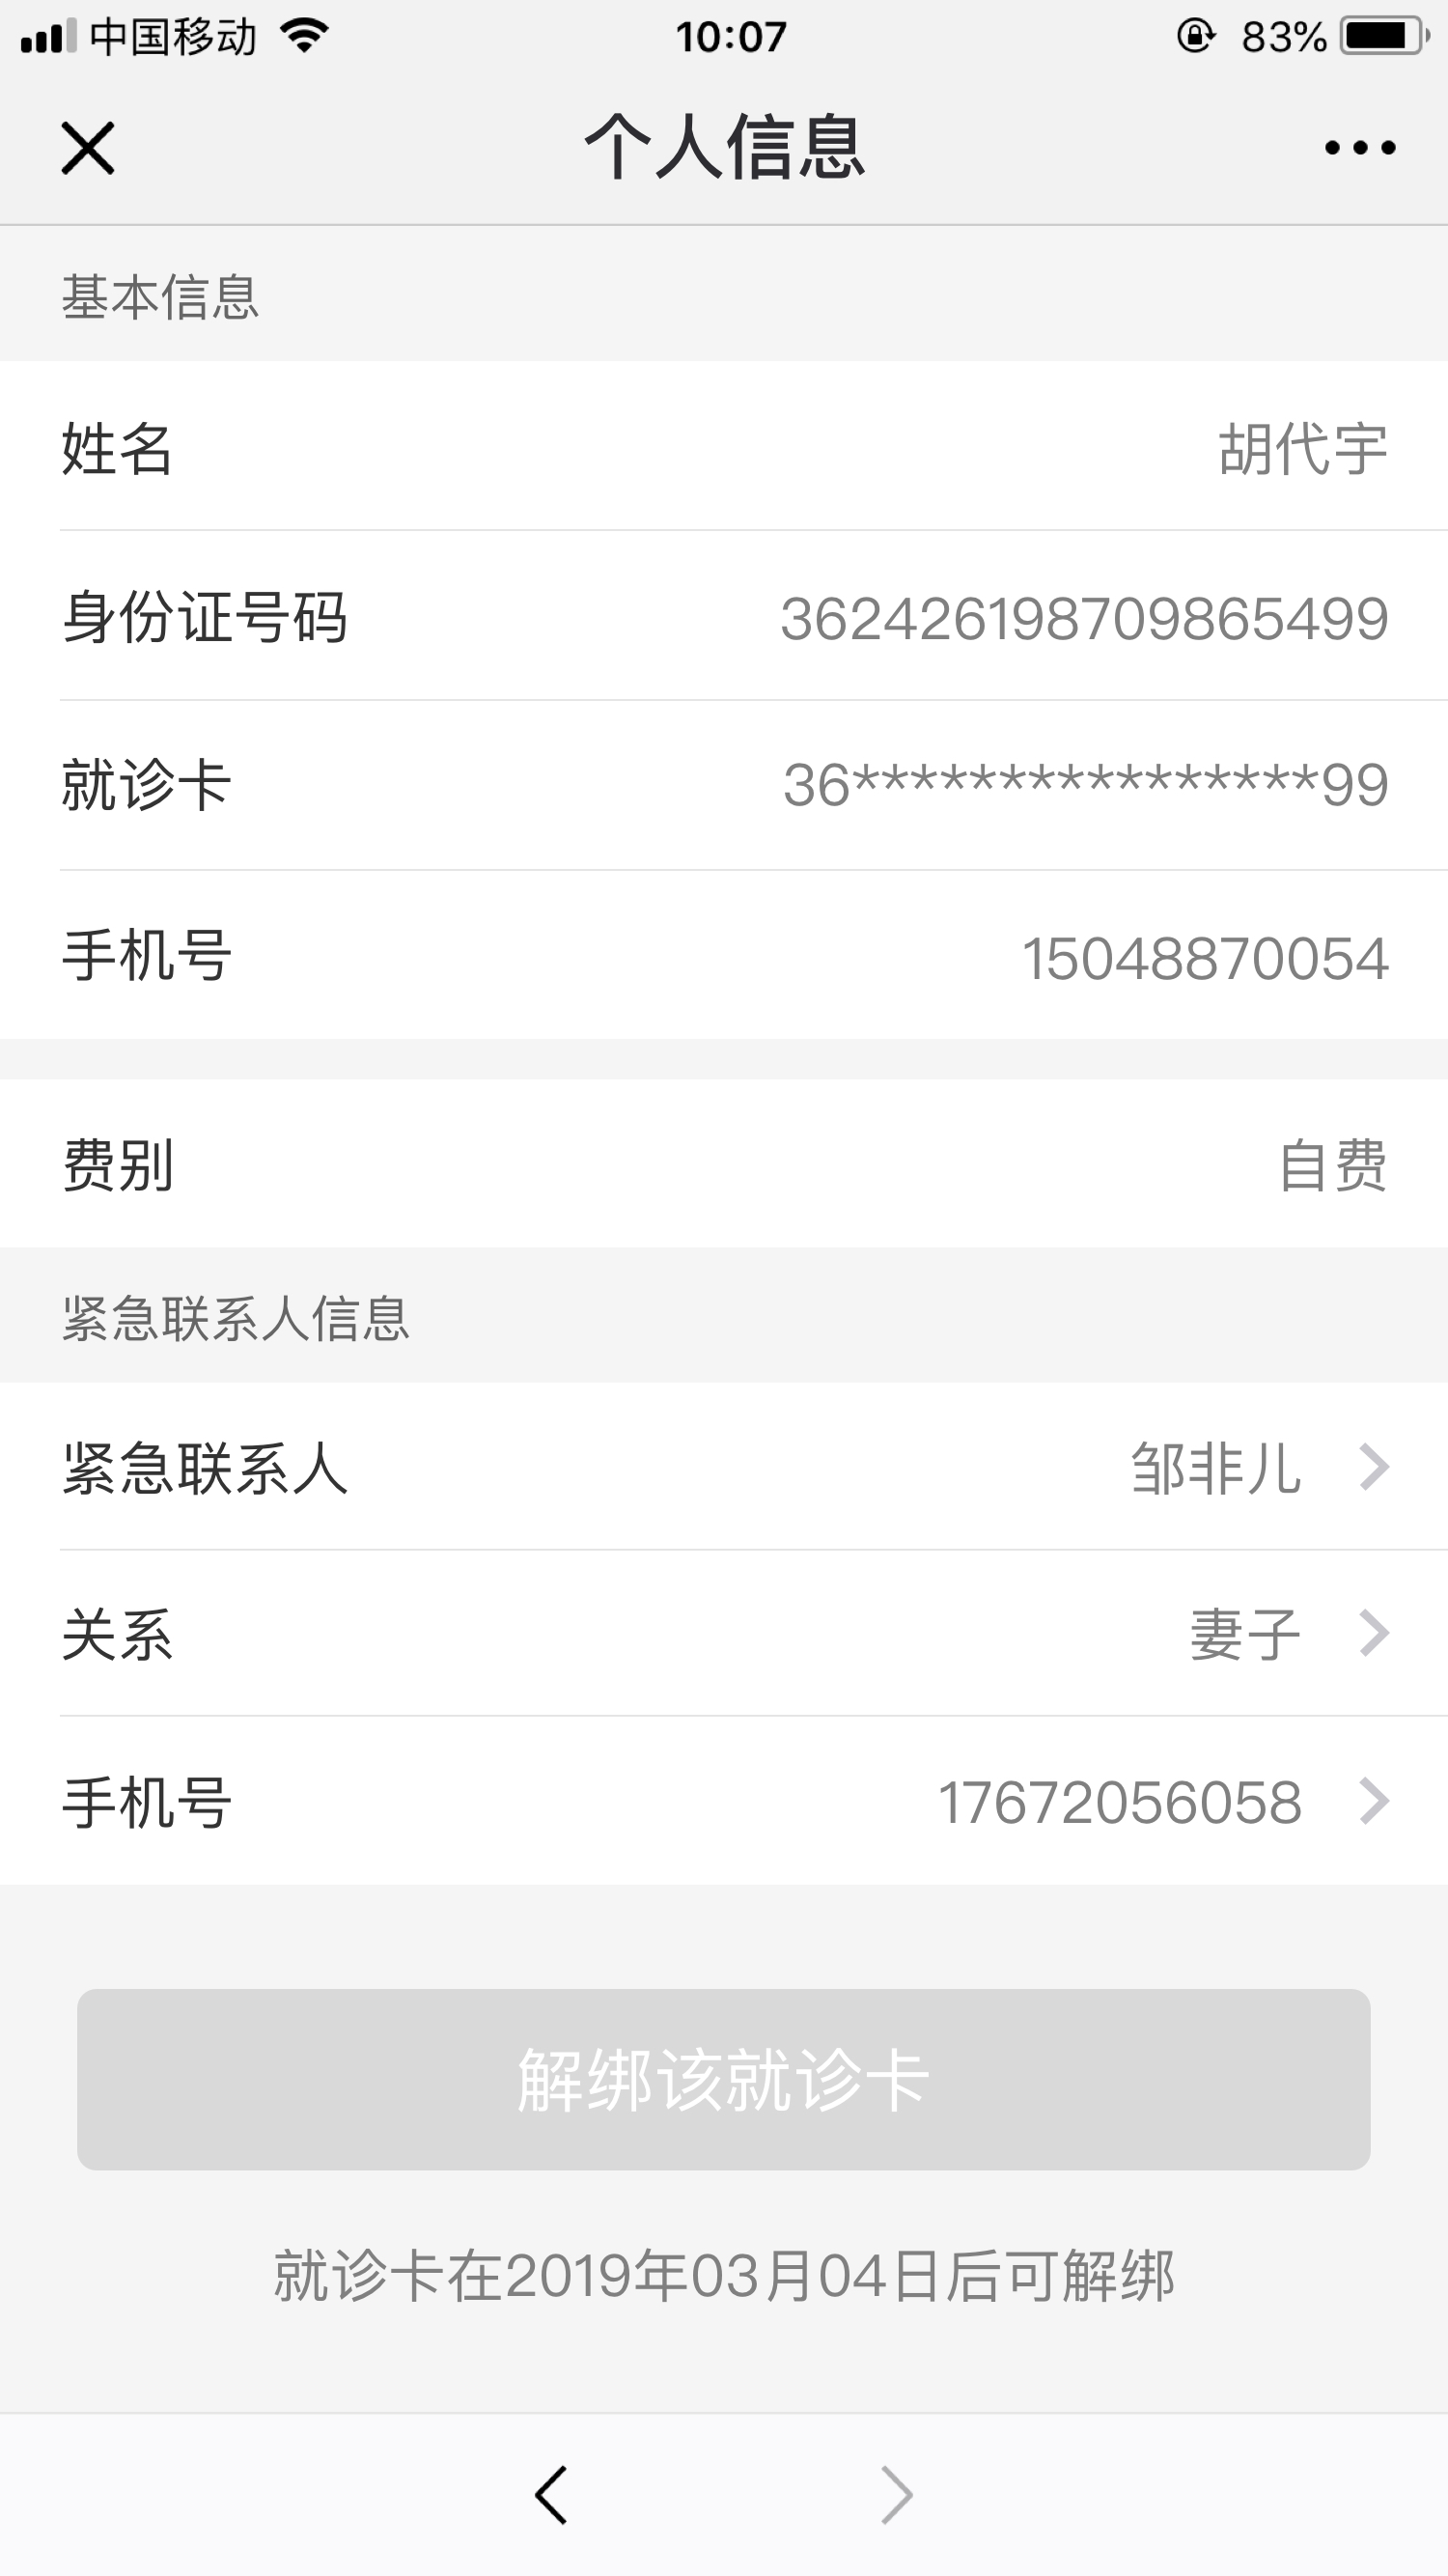 中国移动 10:07 83%
个人信息
基本信息
姓名 胡代宇
身份证号码 362426198709865499
就诊卡 36****************99
手机号 15048870054
费别 自费
紧急联系人信息
紧急联系人 邹非儿
关系 妻子
手机号 17672056058
解绑该就诊卡
就诊卡在2019年03月04日后可解绑